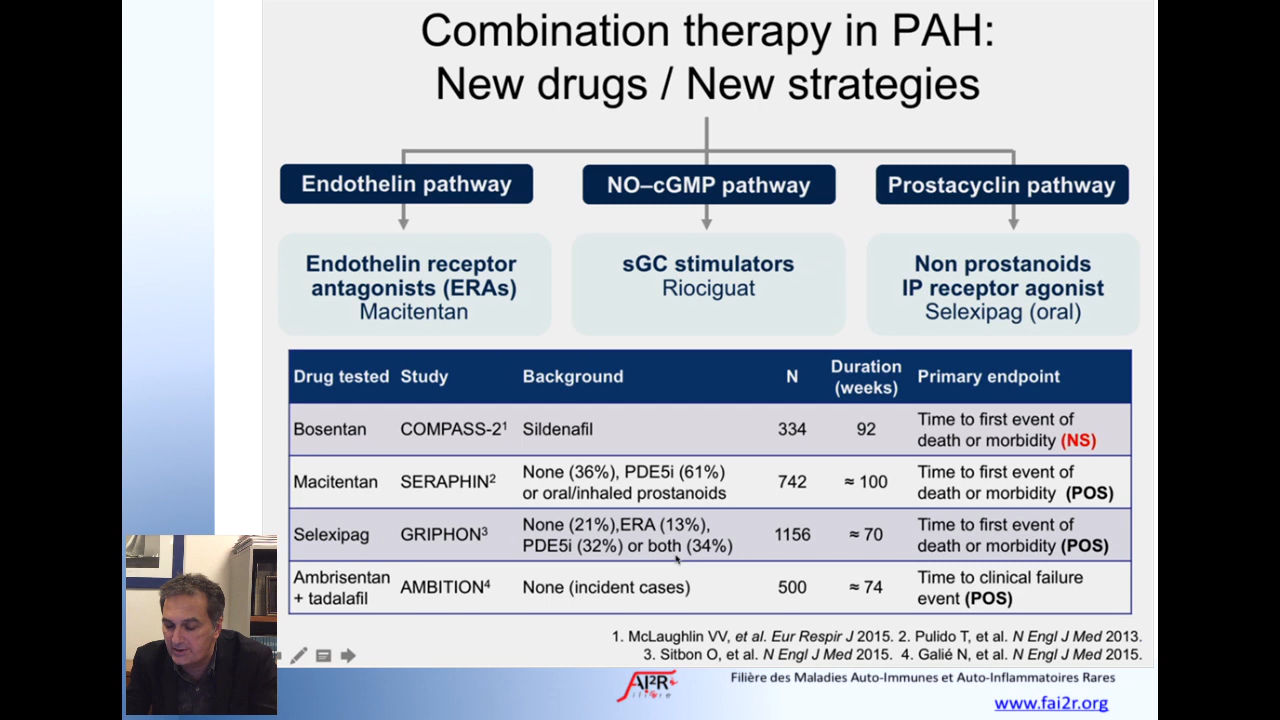 Combination therapy in PAH:
New drugs / New strategies
Endothelin pathway
NO–cGMP pathway
Prostacyclin pathway
Endothelin receptor
antagonists (ERAs)
Macitentan
sGC stimulators
Riociguat
Non prostanoids
IP receptor agonist
Selexipag (oral)
Drug tested Study Background N Duration (weeks) Primary endpoint
Bosentan COMPASS-2¹ Sildenafil 334 92 Time to first event of
death or morbidity (NS)
Macitentan SERAPHIN² None (36%), PDE5i (61%)
or oral/inhaled prostanoids 742 ≈ 100 Time to first event of
death or morbidity (POS)
Selexipag GRIPHON³ None (21%),ERA (13%),
PDE5i (32%) or both (34%) 1156 ≈ 70 Time to first event of
death or morbidity (POS)
Ambrisentan
+ tadalafil AMBITION⁴ None (incident cases) 500 ≈ 74 Time to clinical failure
event (POS)
1. McLaughlin VV, et al. Eur Respir J 2015. 2. Pulido T, et al. N Engl J Med 2013.
3. Sitbon O, et al. N Engl J Med 2015. 4. Galié N, et al. N Engl J Med 2015.
FAI2R
filière
Filière des Maladies Auto-Immunes et Auto-Inflammatoires Rares
www.fai2r.org